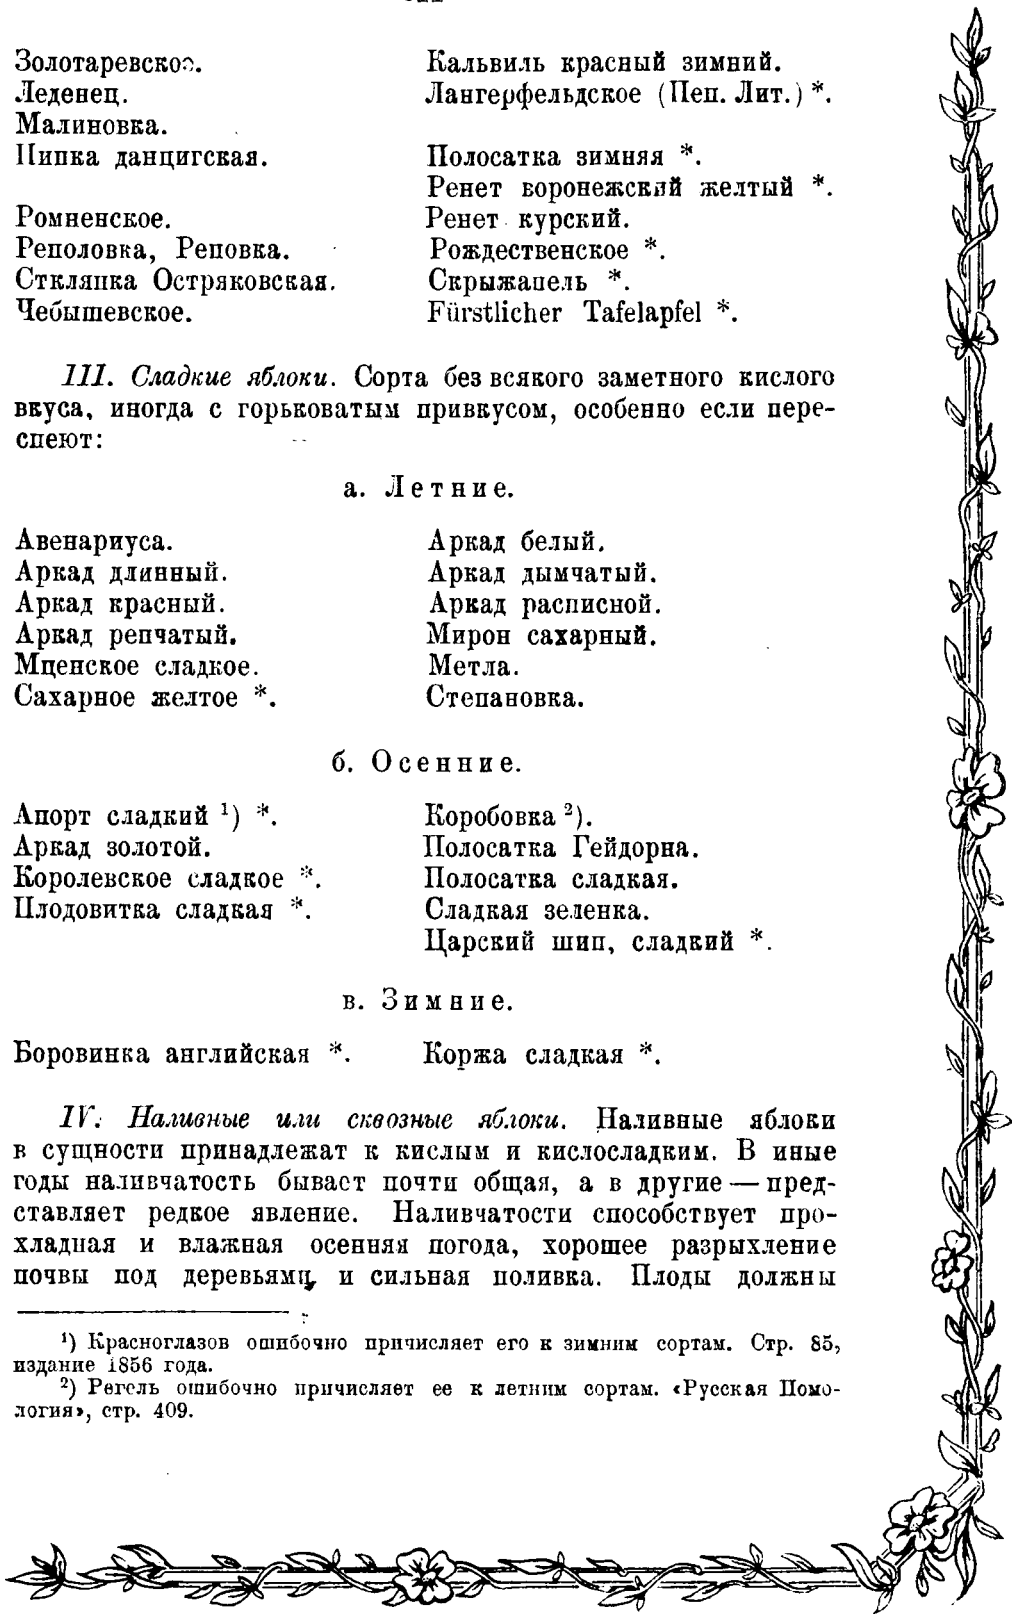 Золотаревское. Кальвиль красный зимний.
Леденец. Лангерфельдское (Пеп. Лит.) *.
Малиновка.
Пипка данцигская. Полосатка зимняя *.
Ренет воронежский желтый *.
Ромненское. Ренет курский.
Реполовка, Реповка. Рождественское *.
Стклянка Остряковская. Скрыжапель *.
Чебышевское. Fürstlicher Tafelapfel *.
III. Сладкие яблоки. Сорта без всякого заметного кислого
вкуса, иногда с горьковатым привкусом, особенно если пере-
спеют:
а. Летние.
Авенариуса. Аркад белый.
Аркад длинный. Аркад дымчатый.
Аркад красный. Аркад расписной.
Аркад репчатый. Мирон сахарный.
Мценское сладкое. Метла.
Сахарное желтое *. Степановка.
б. Осенние.
Апорт сладкий ¹) *. Коробовка ²).
Аркад золотой. Полосатка Гейдорна.
Королевское сладкое *. Полосатка сладкая.
Плодовитка сладкая *. Сладкая зеленка.
Царский шип, сладкий *.
в. Зимние.
Боровинка английская *. Коржа сладкая *.
IV. Наливные или сквозные яблоки. Наливные яблоки
в сущности принадлежат к кислым и кислосладким. В иные
годы наливчатость бывает почти общая, а в другие — пред-
ставляет редкое явление. Наливчатости способствует про-
хладная и влажная осенняя погода, хорошее разрыхление
почвы под деревьями, и сильная поливка. Плоды должны
¹) Красноглазов ошибочно причисляет его к зимним сортам. Стр. 85,
издание 1856 года.
²) Регель ошибочно причисляет ее к летним сортам. «Русская Помо-
логия», стр. 409.